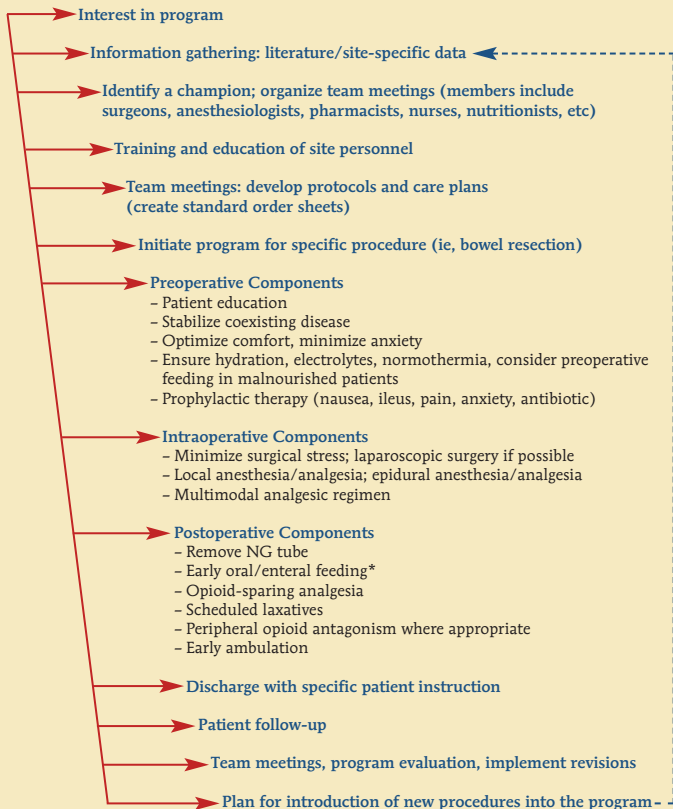 Interest in program
Information gathering: literature/site-specific data
Identify a champion; organize team meetings (members include
surgeons, anesthesiologists, pharmacists, nurses, nutritionists, etc)
Training and education of site personnel
Team meetings: develop protocols and care plans
(create standard order sheets)
Initiate program for specific procedure (ie, bowel resection)
Preoperative Components
– Patient education
– Stabilize coexisting disease
– Optimize comfort, minimize anxiety
– Ensure hydration, electrolytes, normothermia, consider preoperative
feeding in malnourished patients
– Prophylactic therapy (nausea, ileus, pain, anxiety, antibiotic)
Intraoperative Components
– Minimize surgical stress; laparoscopic surgery if possible
– Local anesthesia/analgesia; epidural anesthesia/analgesia
– Multimodal analgesic regimen
Postoperative Components
– Remove NG tube
– Early oral/enteral feeding*
– Opioid-sparing analgesia
– Scheduled laxatives
– Peripheral opioid antagonism where appropriate
– Early ambulation
Discharge with specific patient instruction
Patient follow-up
Team meetings, program evaluation, implement revisions
Plan for introduction of new procedures into the program